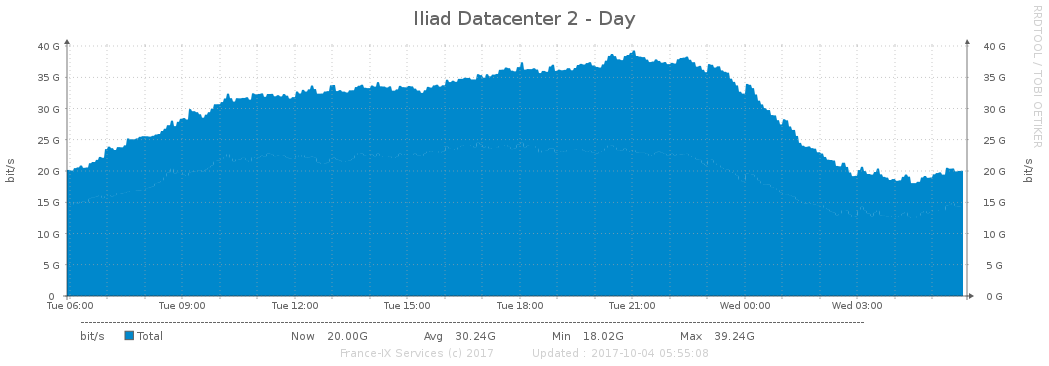 Iliad Datacenter 2 - Day
RRDTOOL / TOBI OETIKER
bit/s
40 G
35 G
30 G
25 G
20 G
15 G
10 G
5 G
0
40 G
35 G
30 G
25 G
20 G
15 G
10 G
5 G
0 G
bit/s
Tue 06:00 Tue 09:00 Tue 12:00 Tue 15:00 Tue 18:00 Tue 21:00 Wed 00:00 Wed 03:00
bit/s Total Now 20.00G Avg 30.24G Min 18.02G Max 39.24G
France-IX Services (c) 2017 Updated : 2017-10-04 05:55:08